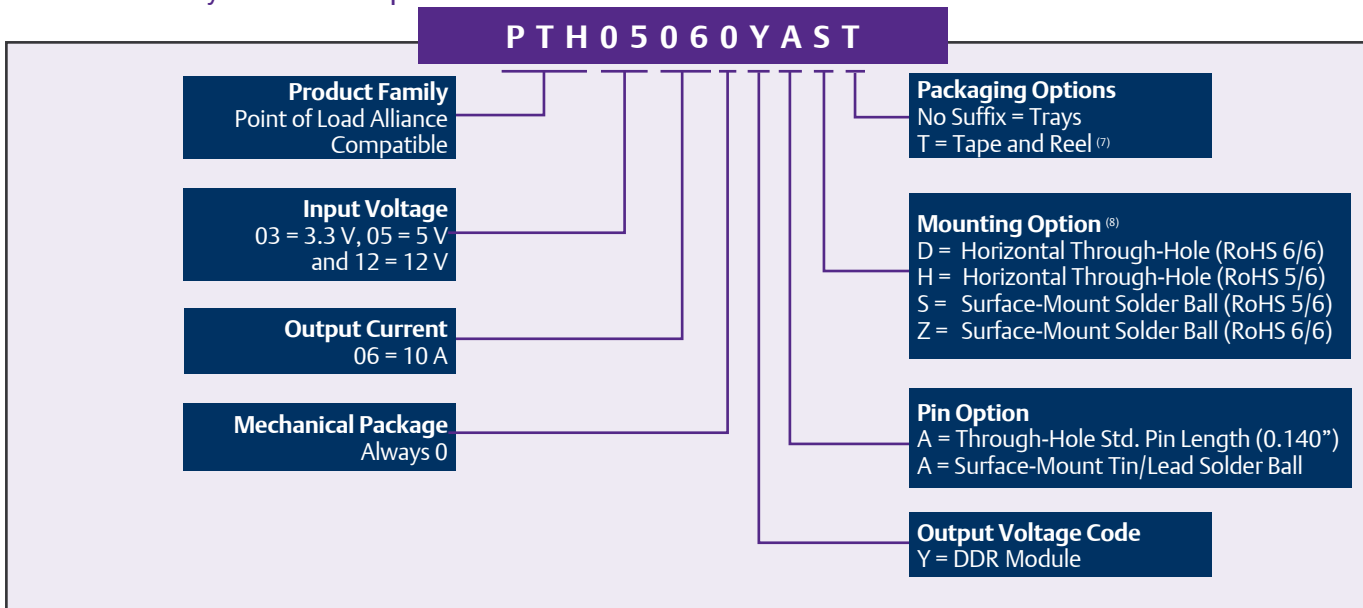 P T H 0 5 0 6 0 Y A S T
Product Family
Point of Load Alliance
Compatible
Input Voltage
03 = 3.3 V, 05 = 5 V
and 12 = 12 V
Output Current
06 = 10 A
Mechanical Package
Always 0
Packaging Options
No Suffix = Trays
T = Tape and Reel (7)
Mounting Option (8)
D = Horizontal Through-Hole (RoHS 6/6)
H = Horizontal Through-Hole (RoHS 5/6)
S = Surface-Mount Solder Ball (RoHS 5/6)
Z = Surface-Mount Solder Ball (RoHS 6/6)
Pin Option
A = Through-Hole Std. Pin Length (0.140”)
A = Surface-Mount Tin/Lead Solder Ball
Output Voltage Code
Y = DDR Module